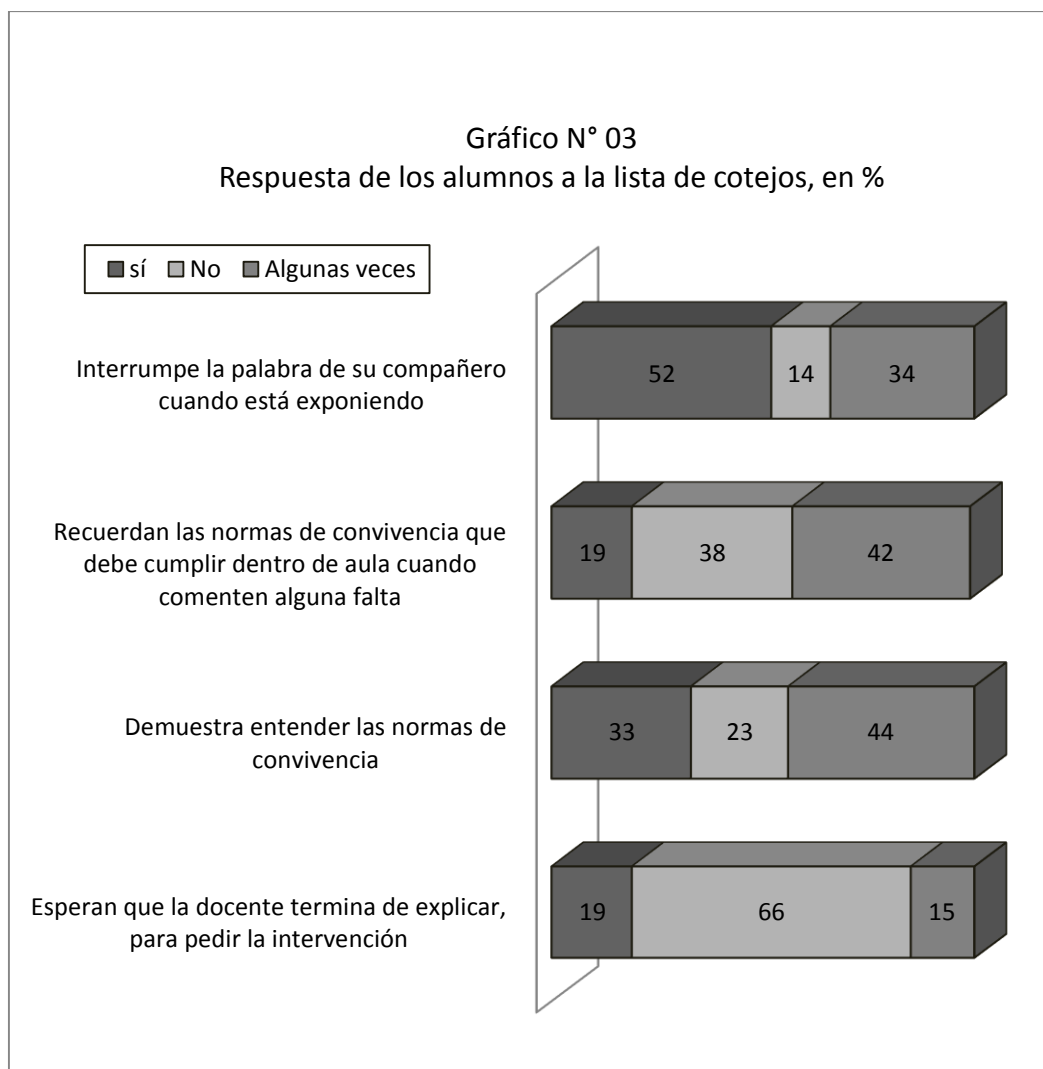 Gráfico N° 03
Respuesta de los alumnos a la lista de cotejos, en %
sí No Algunas veces
Interrumpe la palabra de su compañero
cuando está exponiendo
52 14 34
Recuerdan las normas de convivencia que
debe cumplir dentro de aula cuando
comenten alguna falta
19 38 42
Demuestra entender las normas de
convivencia
33 23 44
Esperan que la docente termina de explicar,
para pedir la intervención
19 66 15